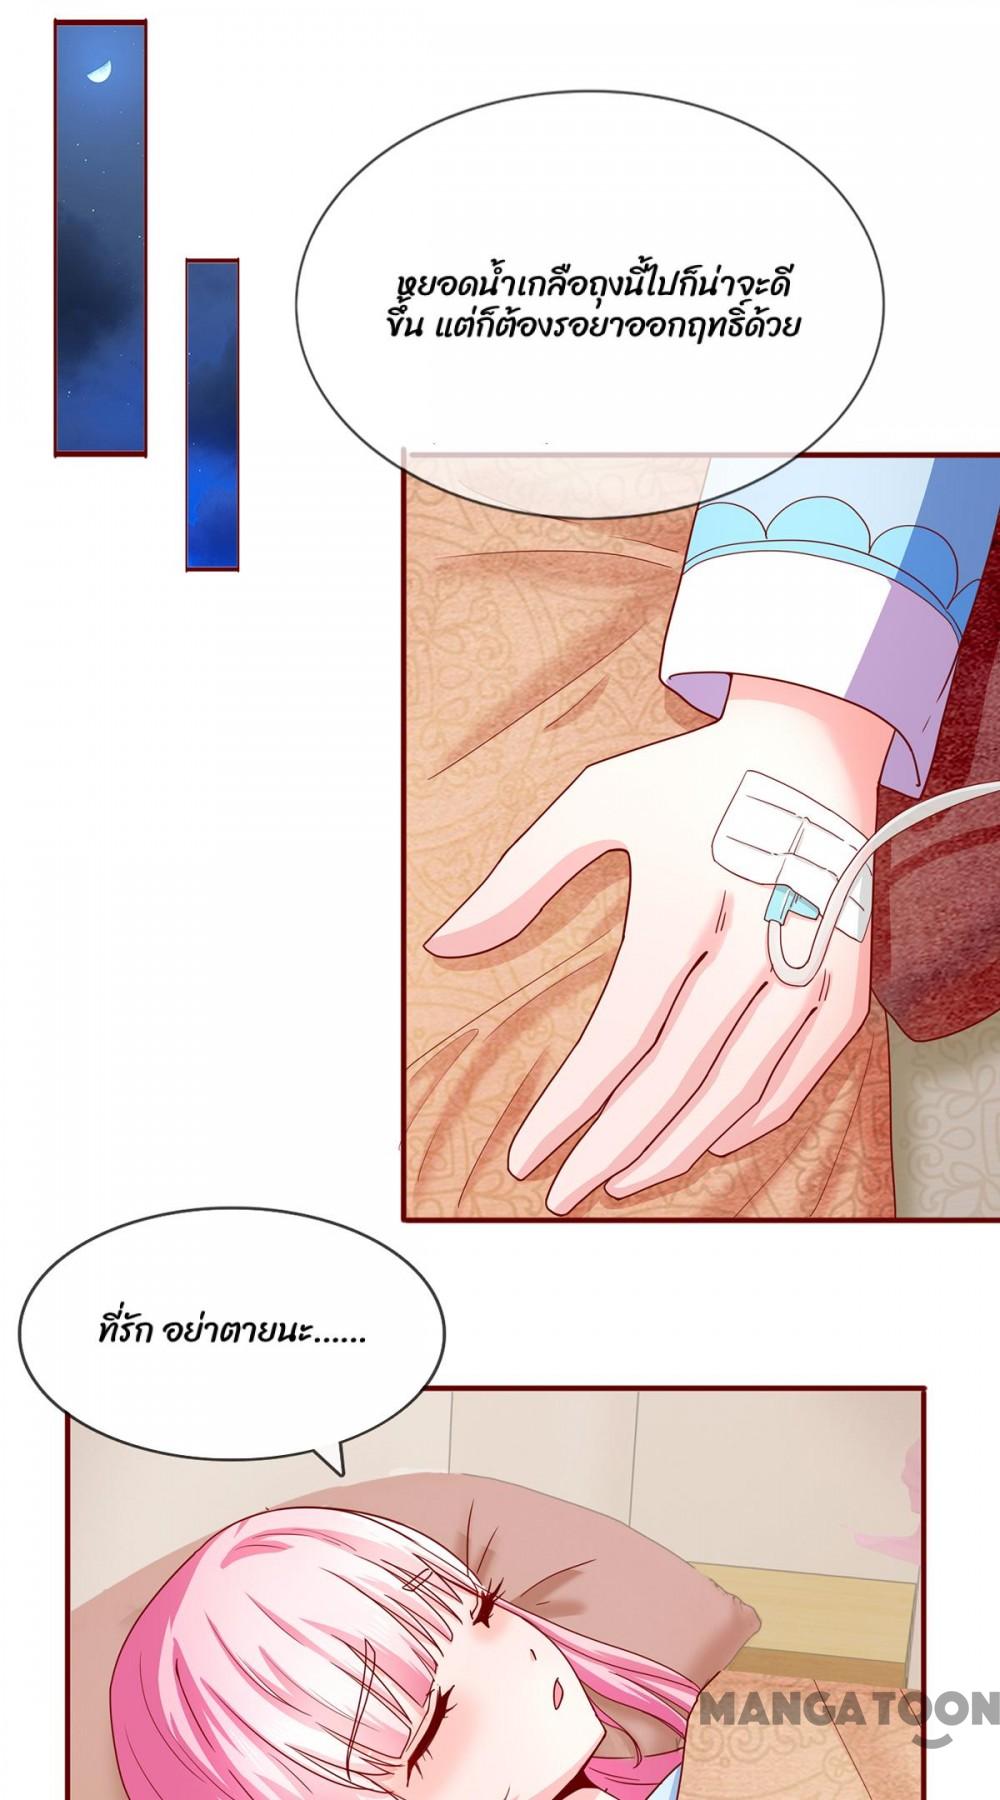 หยอดน้ำเกลือถุงนี้ไปก็น่าจะดี
ขึ้น แต่ก็ต้องรอยาออกฤทธิ์ด้วย
ที่รัก อย่าตายนะ......
MANGATOON